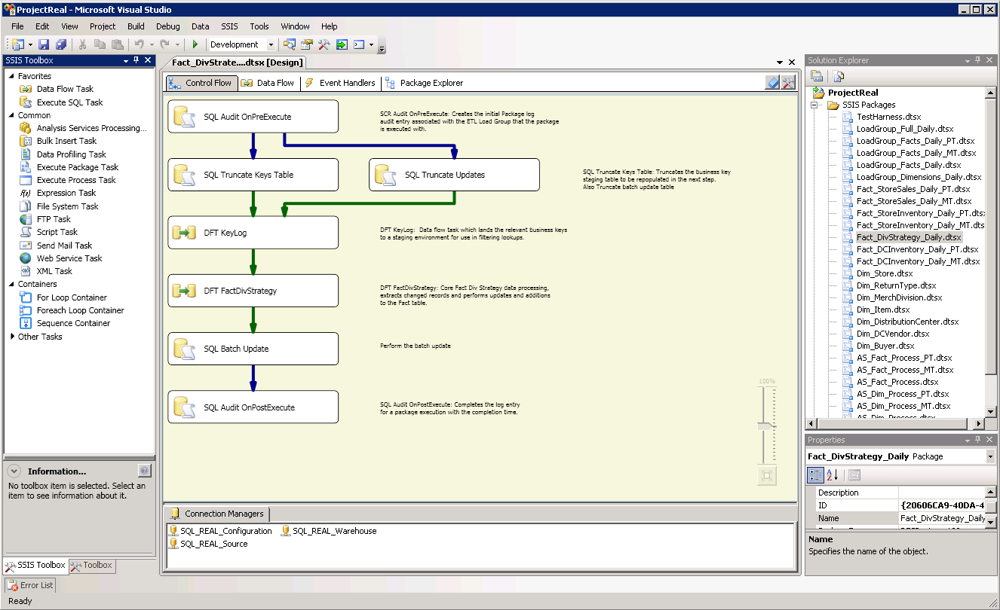 ProjectReal - Microsoft Visual Studio
File Edit View Project Build Debug Data SSIS Tools Window Help
Development
SSIS Toolbox
Favorites
Data Flow Task
Execute SQL Task
Common
Analysis Services Processing...
Bulk Insert Task
Data Profiling Task
Execute Package Task
Execute Process Task
f(x) Expression Task
File System Task
FTP Task
Script Task
Send Mail Task
Web Service Task
XML Task
Containers
For Loop Container
Foreach Loop Container
Sequence Container
Other Tasks
Information...
No toolbox item is selected. Select an
item to see information about it.
SSIS Toolbox Toolbox
Fact_DivStrate....dtsx [Design]
Control Flow Data Flow Event Handlers Package Explorer
SQL Audit OnPreExecute
SCR Audit OnPreExecute: Creates the initial Package log
audit entry associated with the ETL Load Group that the package
is executed with.
SQL Truncate Keys Table
SQL Truncate Updates
SQL Truncate Keys Table: Truncates the business key
staging table to be repopulated in the next step.
Also Truncate batch update table
DFT KeyLog
DFT KeyLog: Data flow task which lands the relevant business keys
to a staging environment for use in filtering lookups.
DFT FactDivStrategy
DFT FactDivStrategy: Core Fact Div Strategy data processing,
extracts changed records and performs updates and additions
to the Fact table.
SQL Batch Update
Perform the batch update
SQL Audit OnPostExecute
SQL Audit OnPostExecute: Completes the log entry
for a package execution with the completion time.
100%
Connection Managers
SQL_REAL_Configuration SQL_REAL_Warehouse
SQL_REAL_Source
Solution Explorer
ProjectReal
SSIS Packages
TestHarness.dtsx
LoadGroup_Full_Daily.dtsx
LoadGroup_Facts_Daily_PT.dtsx
LoadGroup_Facts_Daily_MT.dtsx
LoadGroup_Facts_Daily.dtsx
LoadGroup_Dimensions_Daily.dtsx
Fact_StoreSales_Daily_PT.dtsx
Fact_StoreSales_Daily_MT.dtsx
Fact_StoreInventory_Daily_PT.dtsx
Fact_StoreInventory_Daily_MT.dtsx
Fact_DivStrategy_Daily.dtsx
Fact_DCInventory_Daily_PT.dtsx
Fact_DCInventory_Daily_MT.dtsx
Dim_Store.dtsx
Dim_ReturnType.dtsx
Dim_MerchDivision.dtsx
Dim_Item.dtsx
Dim_DistributionCenter.dtsx
Dim_DCVendor.dtsx
Dim_Buyer.dtsx
AS_Fact_Process_PT.dtsx
AS_Fact_Process_MT.dtsx
AS_Fact_Process.dtsx
AS_Dim_Process_PT.dtsx
AS_Dim_Process_MT.dtsx
AS_Dim_Process.dtsx
Properties
Fact_DivStrategy_Daily Package
Description
ID {20606CA9-40DA-4
Name Fact_DivStrategy_Daily
Name
Specifies the name of the object.
Error List
Ready